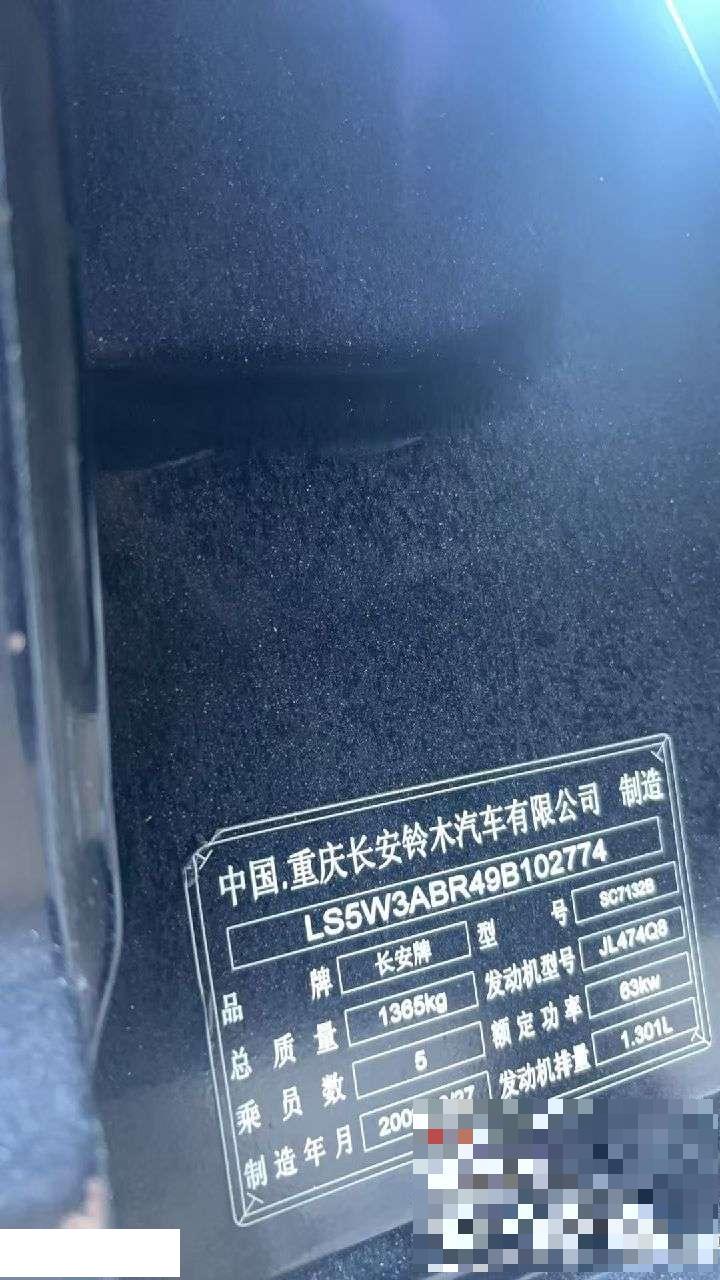 中国.重庆长安铃木汽车有限公司 制造
LS5W3ABR49B102774
品牌 长安牌 型号 SC7132B
总质量 1365kg 发动机型号 JL474Q8
乘员数 5 额定功率 63kw
制造年月 发动机排量 1.301L